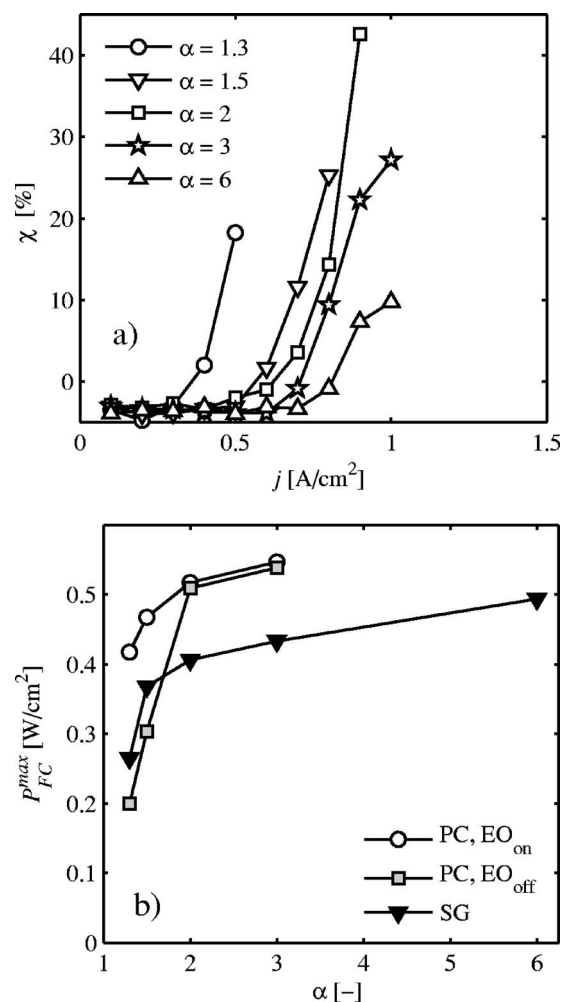 40
30
20
10
0
χ [%]
α = 1.3
α = 1.5
α = 2
α = 3
α = 6
a)
0
0.5
1
1.5
j [A/cm²]
0.5
0.4
0.3
0.2
0.1
0
P_FC^max [W/cm²]
PC, EO_on
PC, EO_off
SG
b)
1
2
3
4
5
6
α [-]